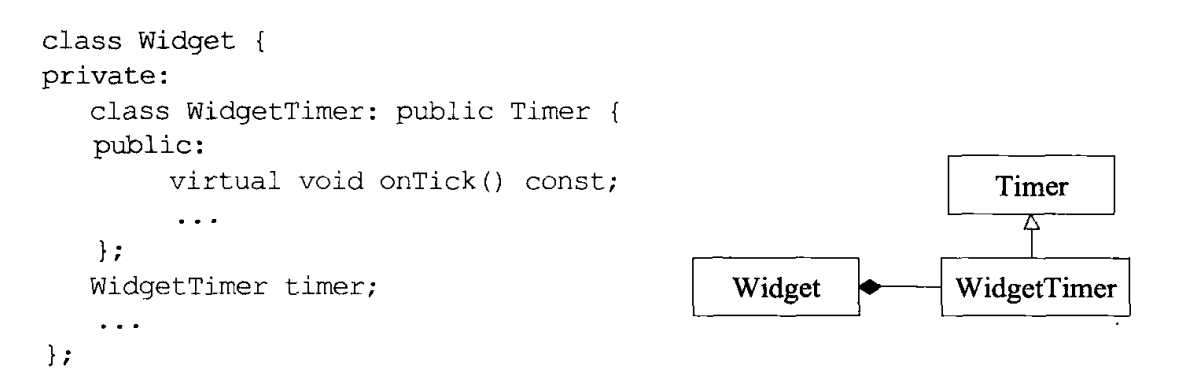 class Widget {
private:
   class WidgetTimer: public Timer {
   public:
        virtual void onTick() const;
        ...
   };
   WidgetTimer timer;
   ...
};
Timer
Widget
WidgetTimer